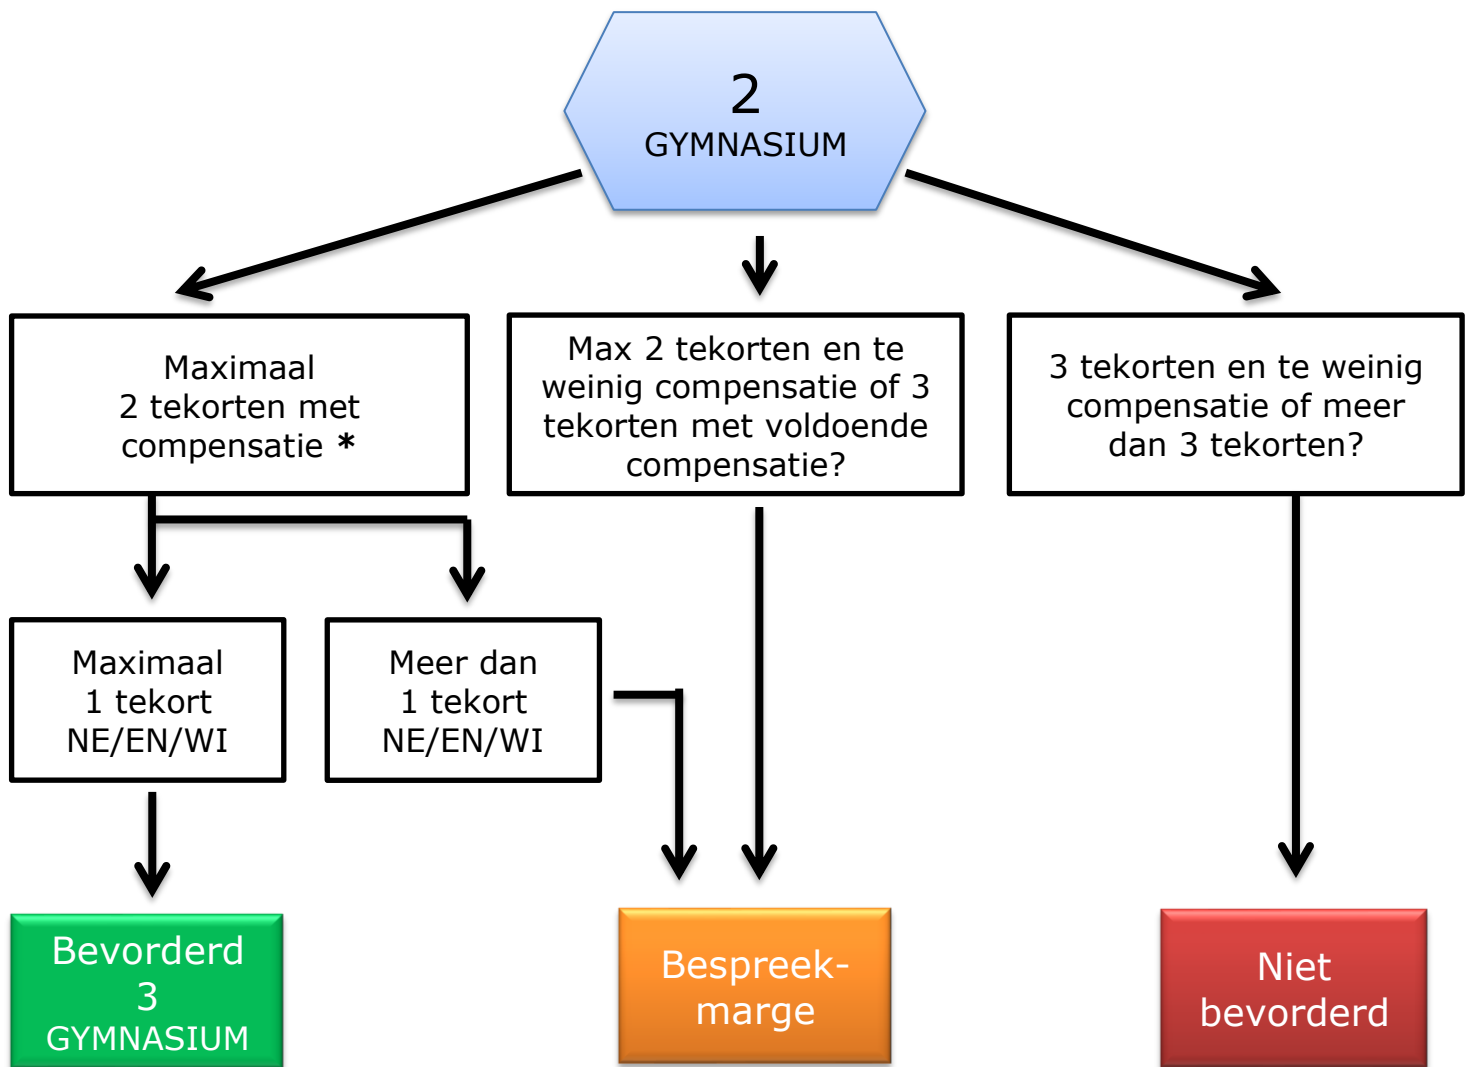 2
GYMNASIUM
Maximaal
2 tekorten met
compensatie *
Max 2 tekorten en te
weinig compensatie of 3
tekorten met voldoende
compensatie?
3 tekorten en te weinig
compensatie of meer
dan 3 tekorten?
Maximaal
1 tekort
NE/EN/WI
Meer dan
1 tekort
NE/EN/WI
Bevorderd
3
GYMNASIUM
Bespreek-
marge
Niet
bevorderd